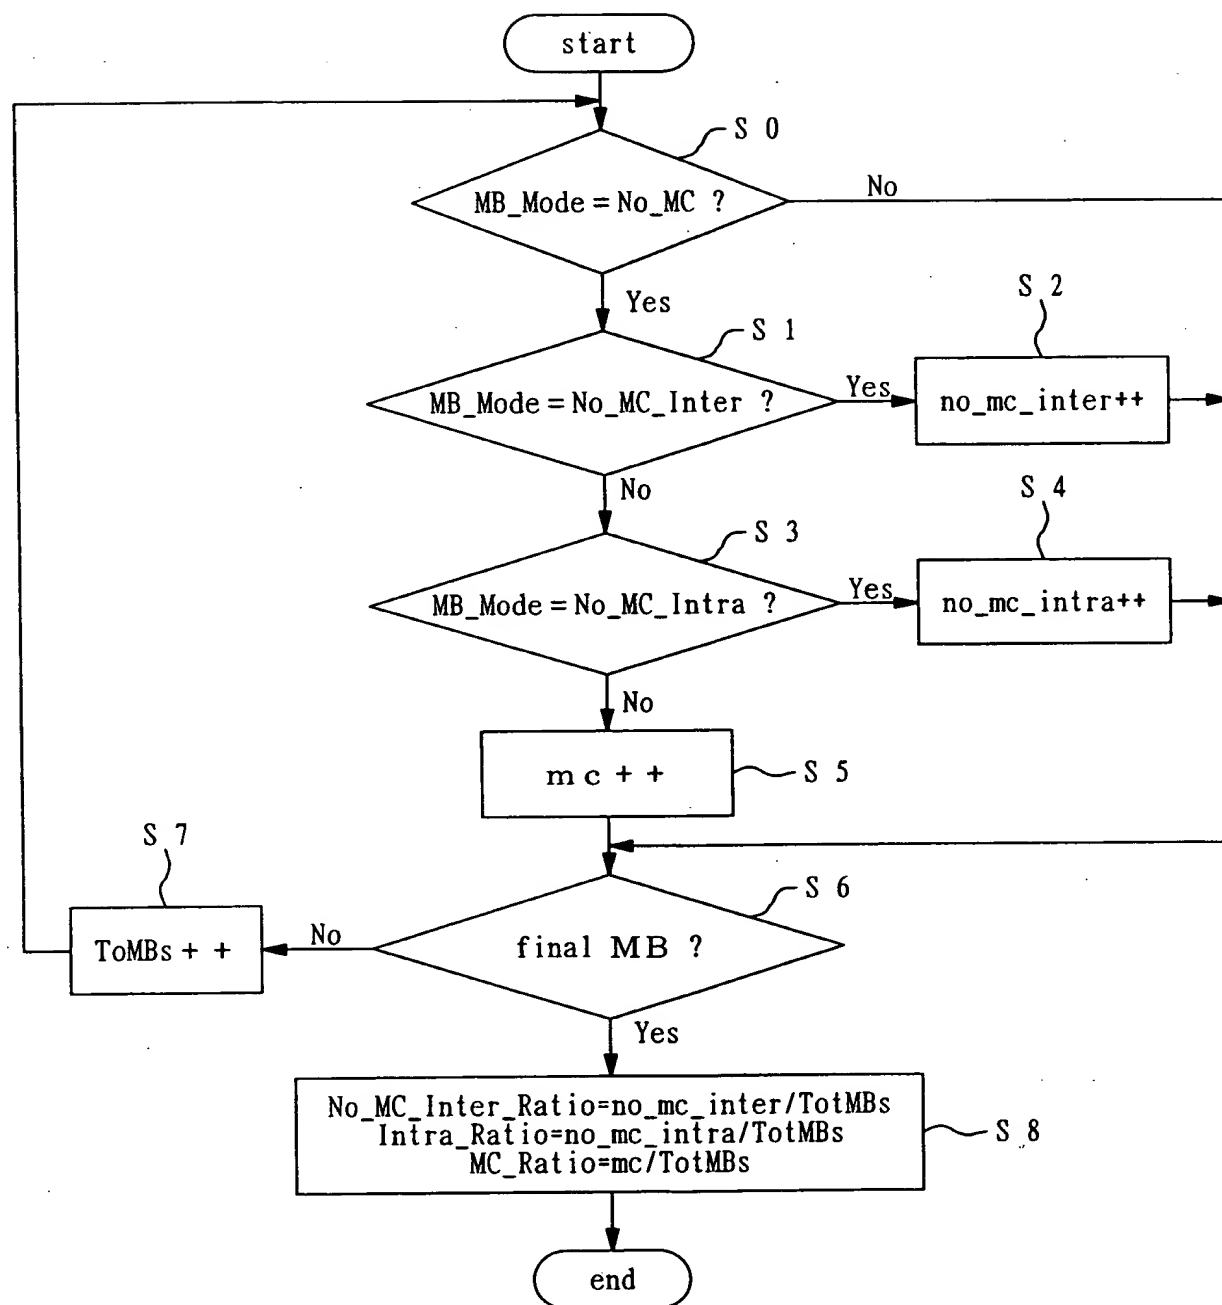 start
S 0
MB_Mode=No_MC ?
No
Yes
S 1
S 2
MB_Mode=No_MC_Inter ?
Yes
no_mc_inter++
No
S 3
S 4
MB_Mode=No_MC_Intra ?
Yes
no_mc_intra++
No
mc++
S 5
S 7
S 6
ToMBs++
No
final MB ?
Yes
No_MC_Inter_Ratio=no_mc_inter/TotMBs
Intra_Ratio=no_mc_intra/TotMBs
MC_Ratio=mc/TotMBs
S 8
end